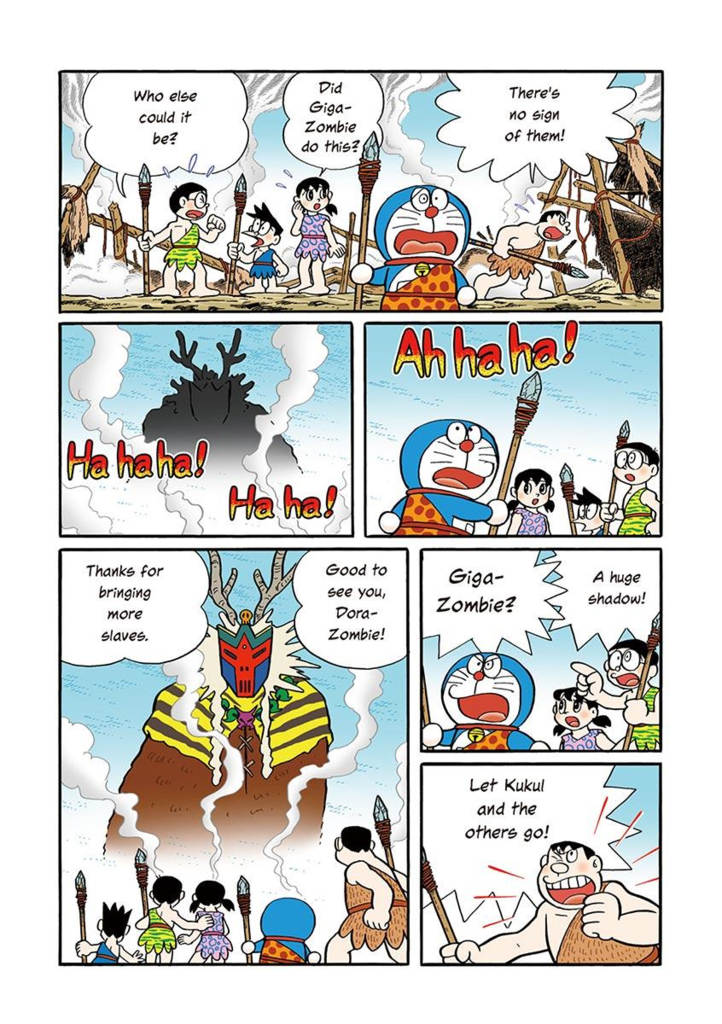 There's
no sign
of them!
Did
Giga-
Zombie
do this?
Who else
could it
be?
Ah ha ha!
Ha ha ha!
Ha ha!
A huge
shadow!
Giga-
Zombie?
Let Kukul
and the
others go!
Good to
see you,
Dora-
Zombie!
Thanks for
bringing
more
slaves.